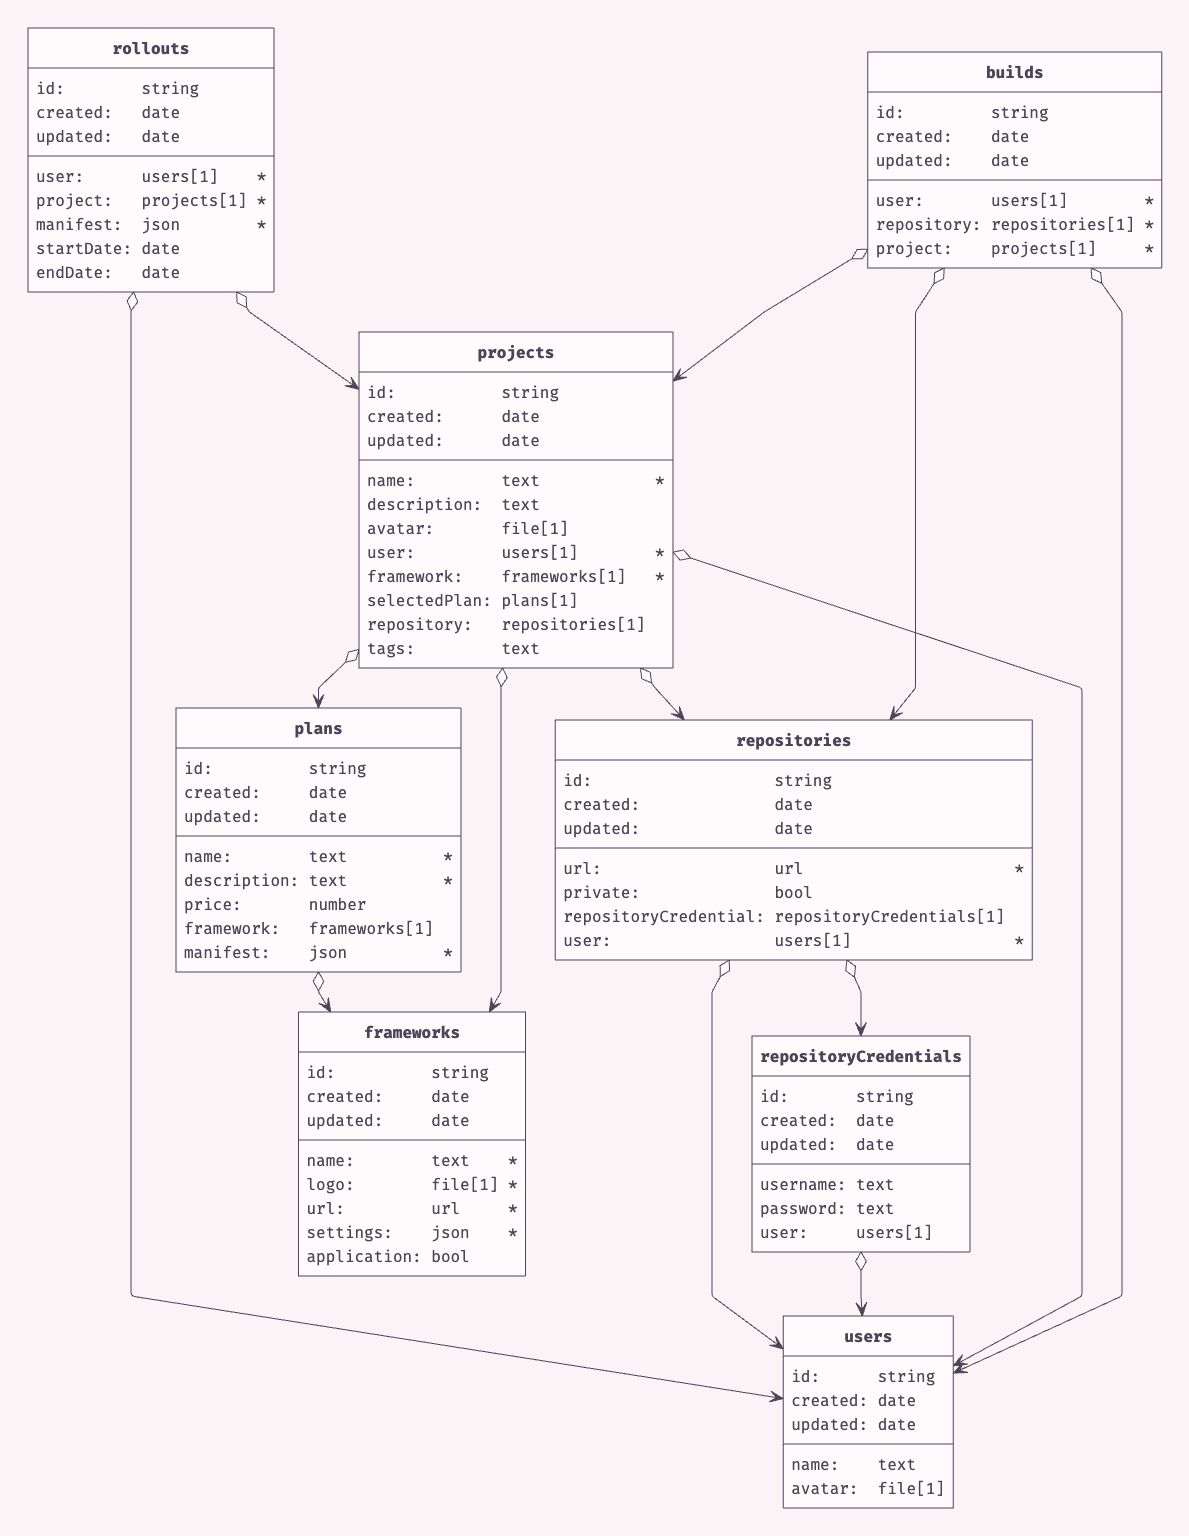 rollouts
id: string
created: date
updated: date
user: users[1] *
project: projects[1] *
manifest: json *
startDate: date
endDate: date
builds
id: string
created: date
updated: date
user: users[1] *
repository: repositories[1] *
project: projects[1] *
projects
id: string
created: date
updated: date
name: text *
description: text
avatar: file[1]
user: users[1] *
framework: frameworks[1] *
selectedPlan: plans[1]
repository: repositories[1]
tags: text
plans
id: string
created: date
updated: date
name: text *
description: text *
price: number
framework: frameworks[1]
manifest: json *
repositories
id: string
created: date
updated: date
url: url *
private: bool
repositoryCredential: repositoryCredentials[1]
user: users[1] *
frameworks
id: string
created: date
updated: date
name: text *
logo: file[1] *
url: url *
settings: json *
application: bool
repositoryCredentials
id: string
created: date
updated: date
username: text
password: text
user: users[1]
users
id: string
created: date
updated: date
name: text
avatar: file[1]